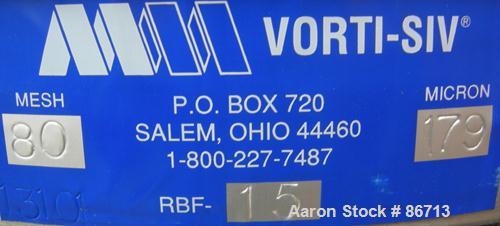 VORTI-SIV®
MESH
80
P.O. BOX 720
SALEM, OHIO 44460
1-800-227-7487
MICRON
179
RBF- 15
Aaron Stock # 86713